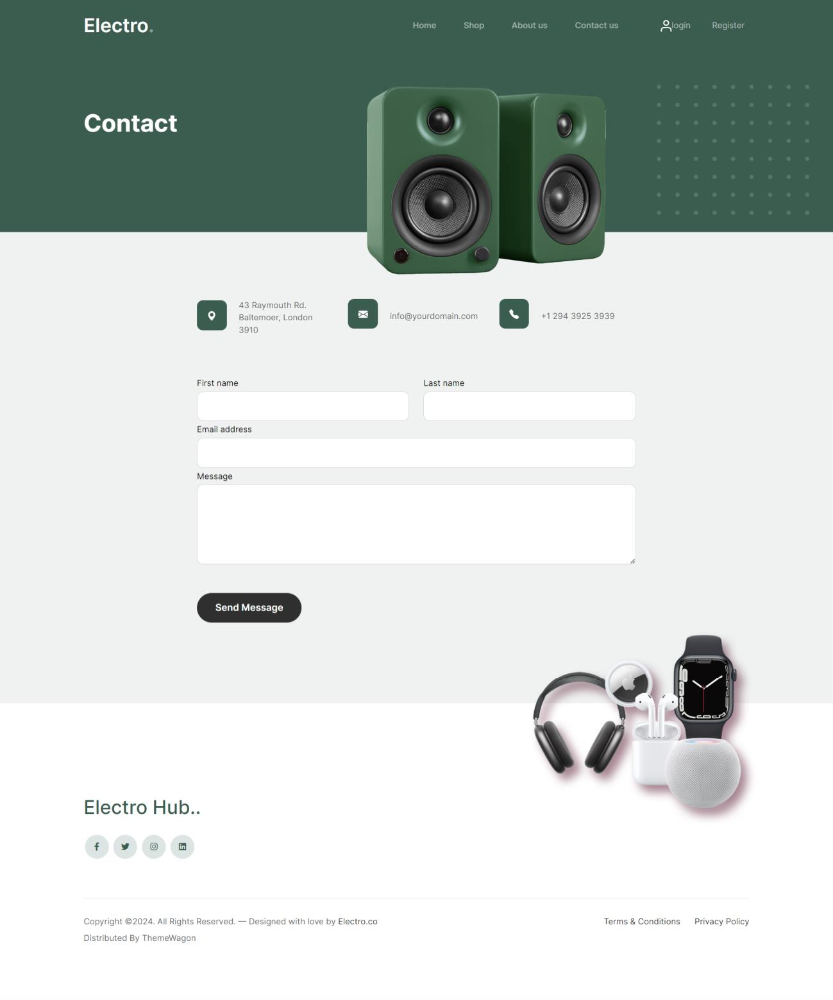 Electro.
Home Shop About us Contact us login Register
Contact
43 Raymouth Rd.
Baltemoer, London
3910
info@yourdomain.com
+1 294 3925 3939
First name
Last name
Email address
Message
Send Message
Electro Hub..
Copyright ©2024. All Rights Reserved. — Designed with love by Electro.co
Distributed By ThemeWagon
Terms & Conditions Privacy Policy